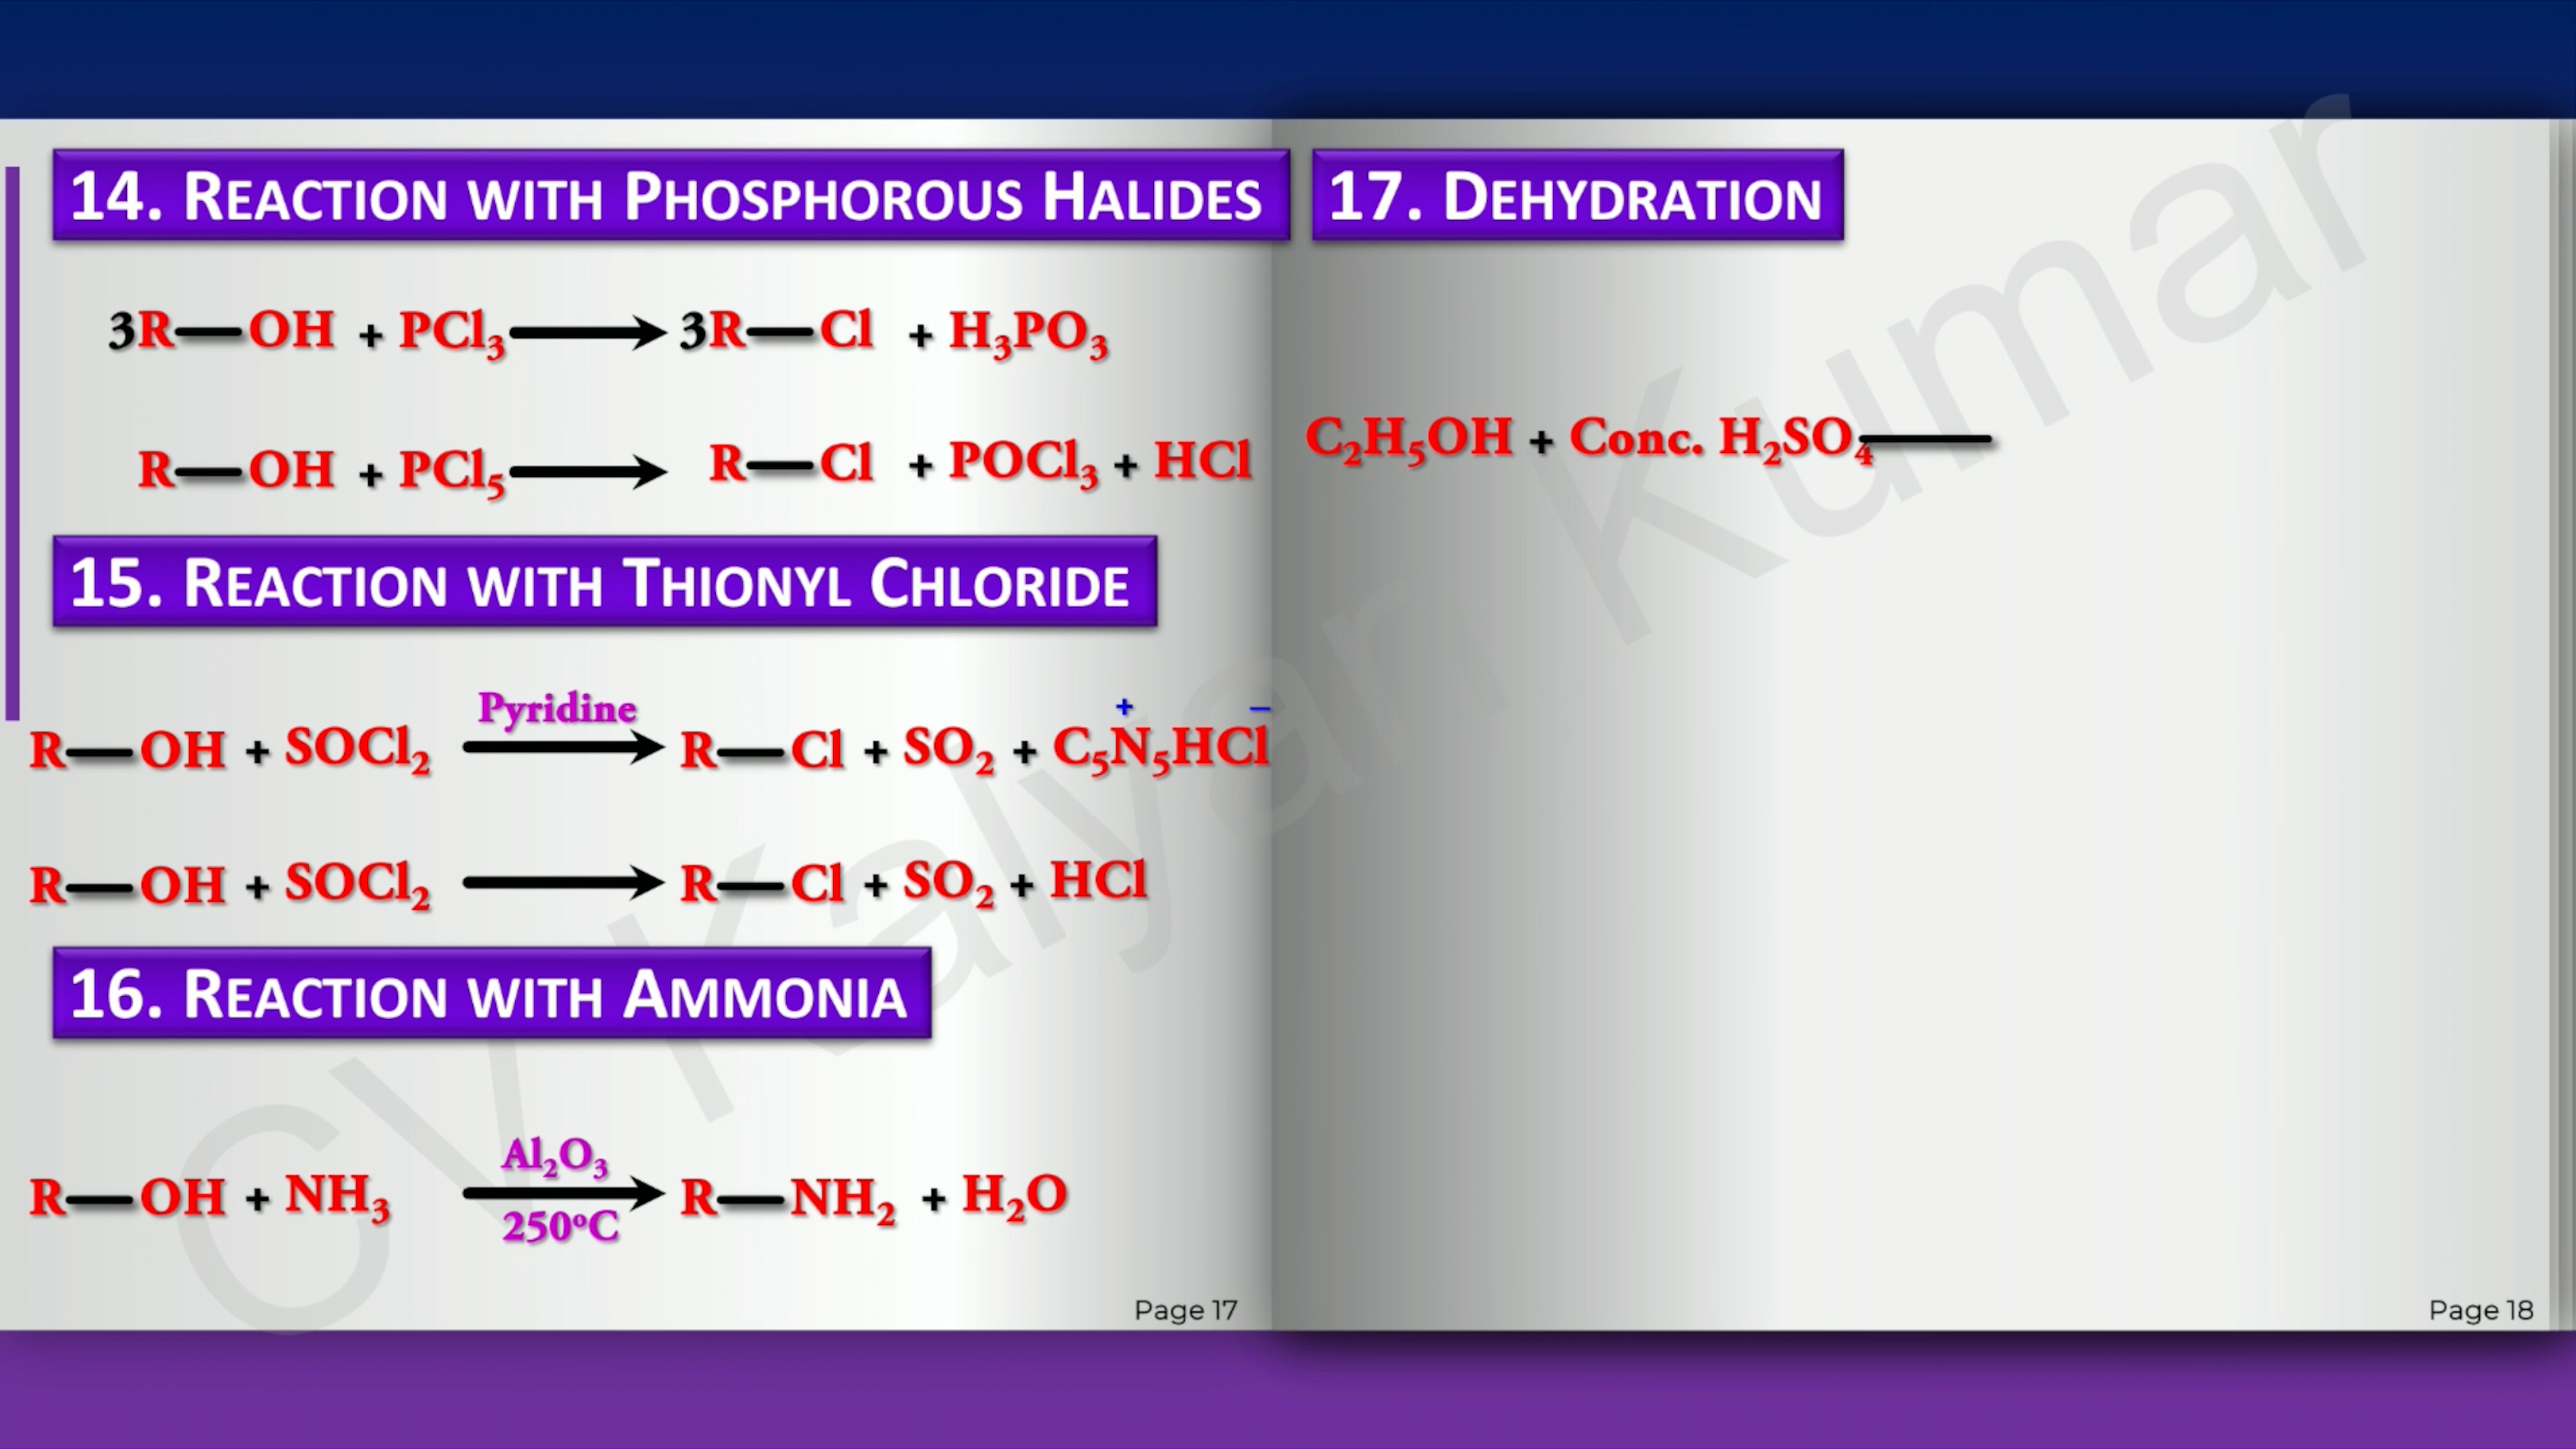 14. REACTION WITH PHOSPHOROUS HALIDES
3R—OH + PCl₃ ⟶ 3R—Cl + H₃PO₃
R—OH + PCl₅ ⟶ R—Cl + POCl₃ + HCl
15. REACTION WITH THIONYL CHLORIDE
Pyridine
+ −
R—OH + SOCl₂ ⟶ R—Cl + SO₂ + C₅N₅HCl
R—OH + SOCl₂ ⟶ R—Cl + SO₂ + HCl
16. REACTION WITH AMMONIA
Al₂O₃
R—OH + NH₃ ⟶ R—NH₂ + H₂O
250°C
Page 17
17. DEHYDRATION
C₂H₅OH + Conc. H₂SO₄—
Page 18
CV Kalyan Kumar